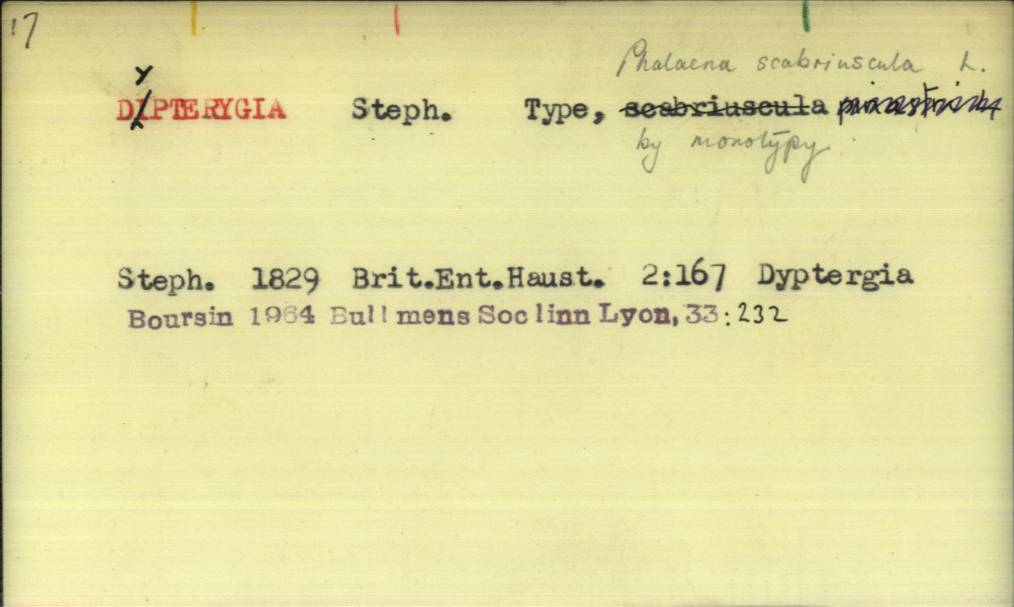 17
Phalaena scabriuscula L.
y
DIPTERYGIA Steph. Type, scabriuscula
by monotypy.
Steph. 1829 Brit.Ent.Haust. 2:167 Dyptergia
Boursin 1964 Bull mens Soc linn Lyon, 33:232